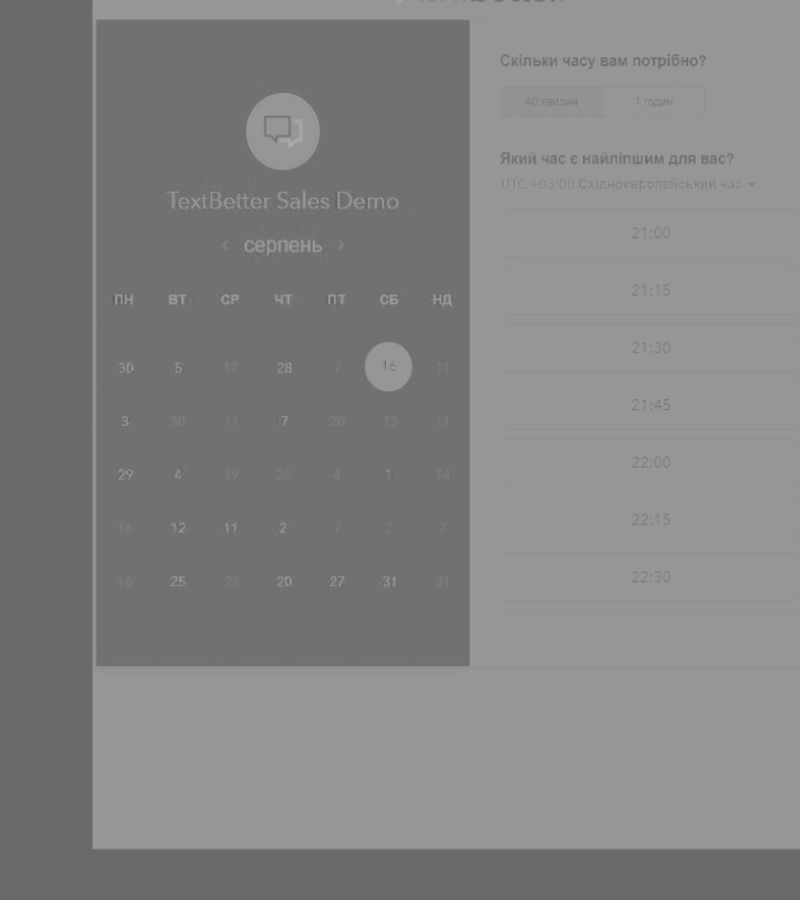 TextBetter Sales Demo
‹ серпень ›
ПН ВТ СР ЧТ ПТ СБ НД
30 5 17 28 7 16 11
3 30 11 7 20 13 11
29 4 19 26 4 1 14
16 12 11 2 7 2 7
16 25 22 20 27 31 31
Скільки часу вам потрібно?
40 хвилин 1 годин
Який час є найліпшим для вас?
UTC +03:00 Східноєвропейський час
21:00
21:15
21:30
21:45
22:00
22:15
22:30